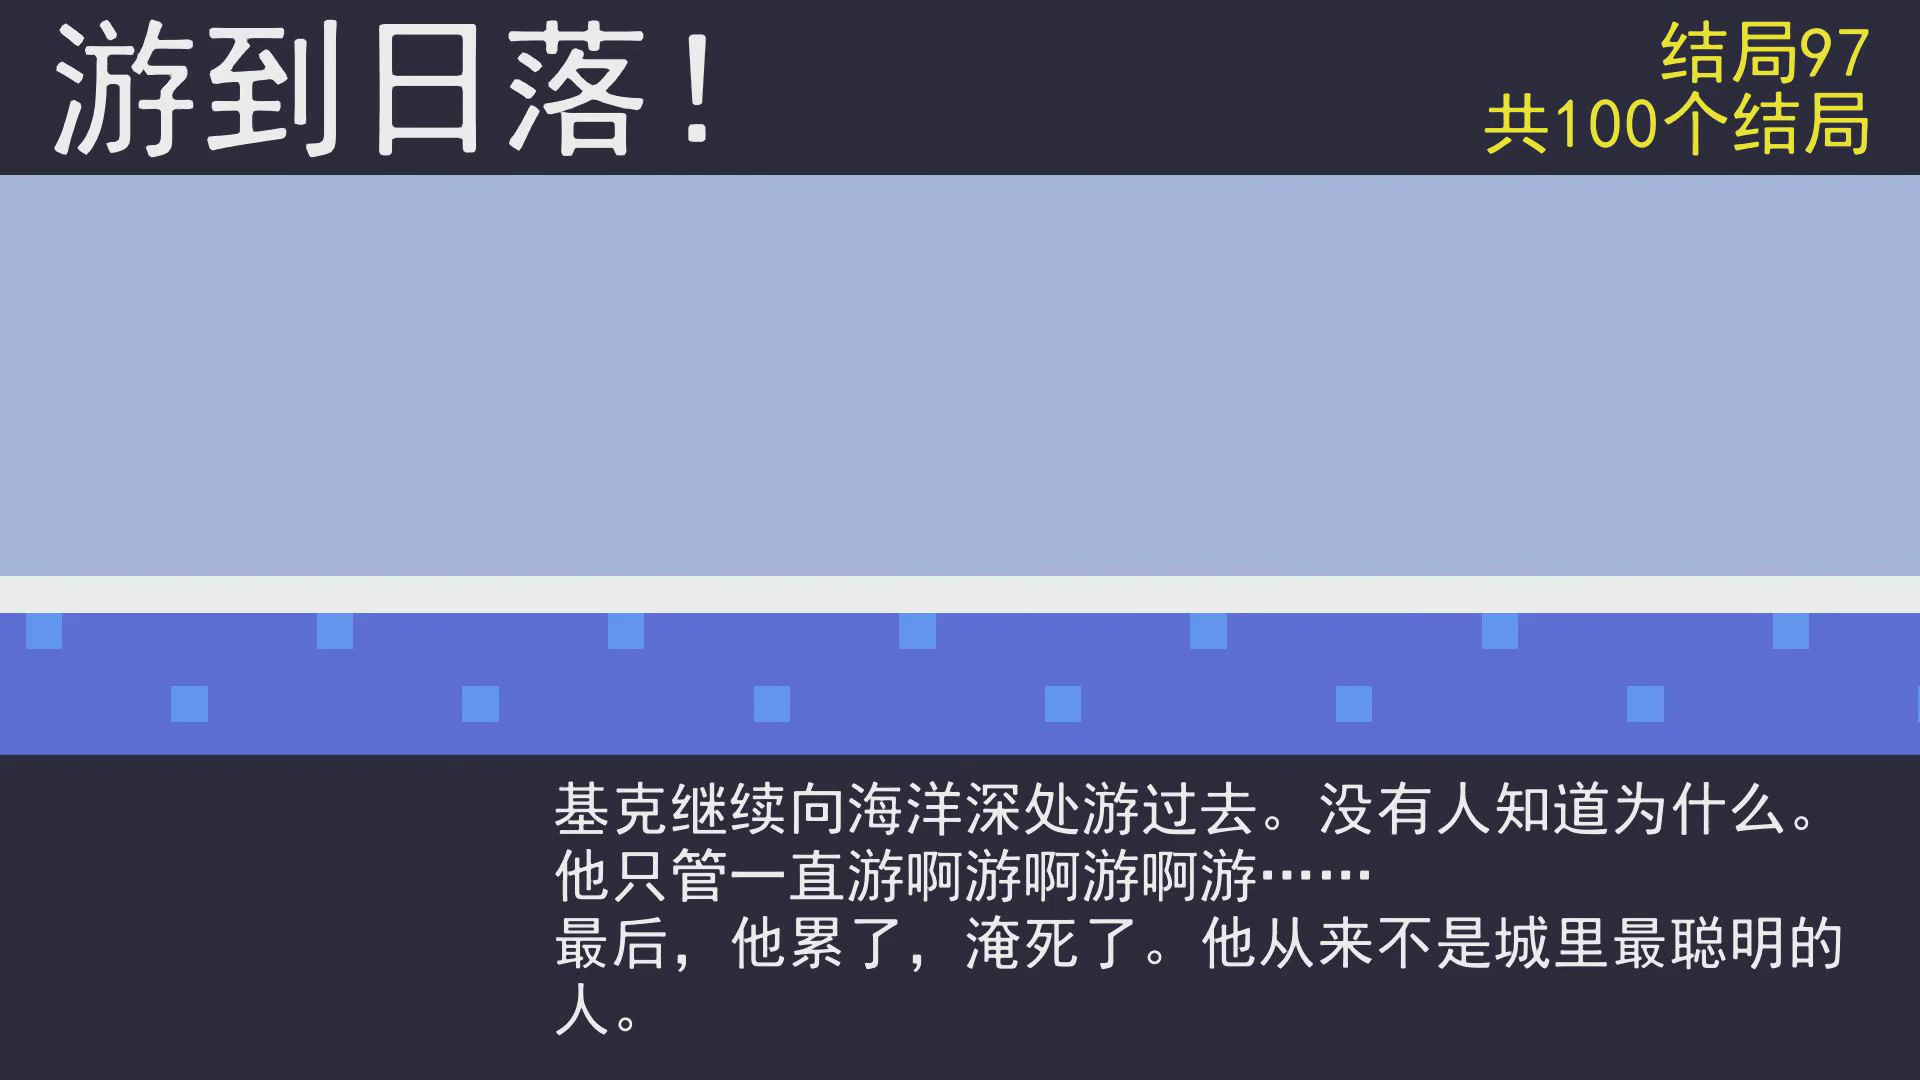 游到日落！
结局97
共100个结局
基克继续向海洋深处游过去。没有人知道为什么。
他只管一直游啊游啊游啊游……
最后，他累了，淹死了。他从来不是城里最聪明的
人。